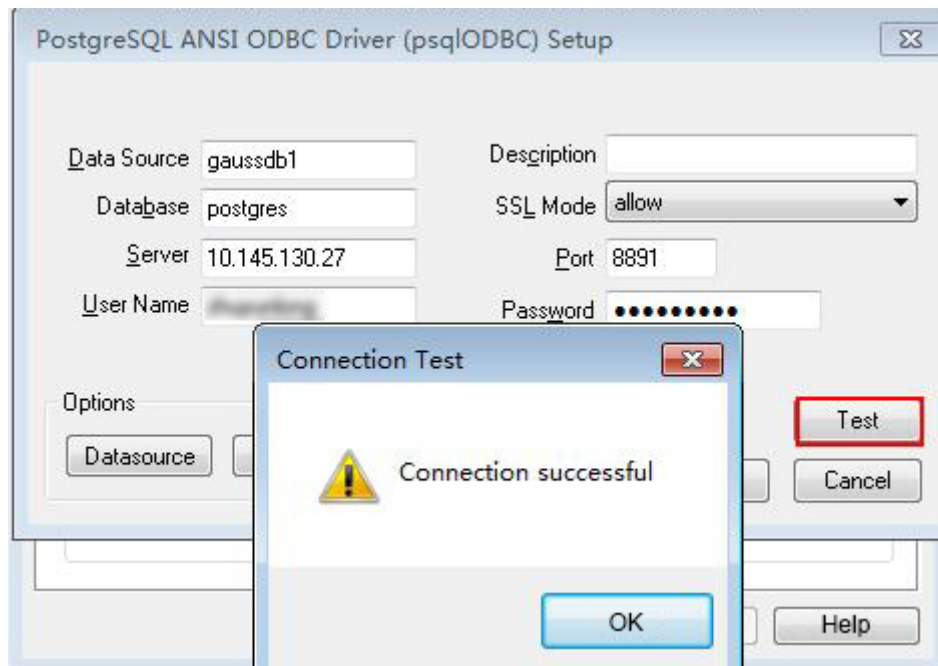 PostgreSQL ANSI ODBC Driver (psqlODBC) Setup
Data Source gaussdb1 Description
Database postgres SSL Mode allow
Server 10.145.130.27 Port 8891
User Name Password •••••••••
Connection Test
Options
Test
Datasource
Connection successful
Cancel
OK
Help